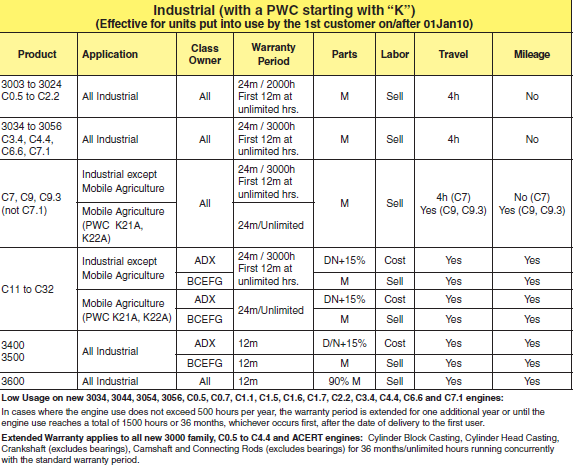 Industrial (with a PWC starting with “K”)
(Effective for units put into use by the 1st customer on/after 01Jan10)
Product Application Class Owner Warranty Period Parts Labor Travel Mileage
3003 to 3024
C0.5 to C2.2
All Industrial
All
24m / 2000h
First 12m at
unlimited hrs.
M
Sell
4h
No
3034 to 3056
C3.4, C4.4,
C6.6, C7.1
All Industrial
All
24m / 3000h
First 12m at
unlimited hrs.
M
Sell
4h
No
C7, C9, C9.3
(not C7.1)
Industrial except
Mobile Agriculture
All
24m / 3000h
First 12m at
unlimited hrs.
M
Sell
4h (C7)
Yes (C9, C9.3)
No (C7)
Yes (C9, C9.3)
Mobile Agriculture
(PWC K21A,
K22A)
24m/Unlimited
C11 to C32
Industrial except
Mobile Agriculture
ADX
24m / 3000h
First 12m at
unlimited hrs.
DN+15%
Cost
Yes
Yes
BCEFG
M
Sell
Yes
Yes
Mobile Agriculture
(PWC K21A, K22A)
ADX
24m/Unlimited
DN+15%
Cost
Yes
Yes
BCEFG
M
Sell
Yes
Yes
3400
3500
All Industrial
ADX
12m
D/N+15%
Cost
Yes
Yes
BCEFG
12m
M
Sell
Yes
Yes
3600
All Industrial
All
12m
90% M
Sell
Yes
Yes
Low Usage on new 3034, 3044, 3054, 3056, C0.5, C0.7, C1.1, C1.5, C1.6, C1.7, C2.2, C3.4, C4.4, C6.6 and C7.1 engines:
In cases where the engine use does not exceed 500 hours per year, the warranty period is extended for one additional year or until the
engine use reaches a total of 1500 hours or 36 months, whichever occurs first, after the date of delivery to the first user.
Extended Warranty applies to all new 3000 family, C0.5 to C4.4 and ACERT engines: Cylinder Block Casting, Cylinder Head Casting,
Crankshaft (excludes bearings), Camshaft and Connecting Rods (excludes bearings) for 36 months/unlimited hours running concurrently
with the standard warranty period.